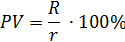 PV = R/r · 100%